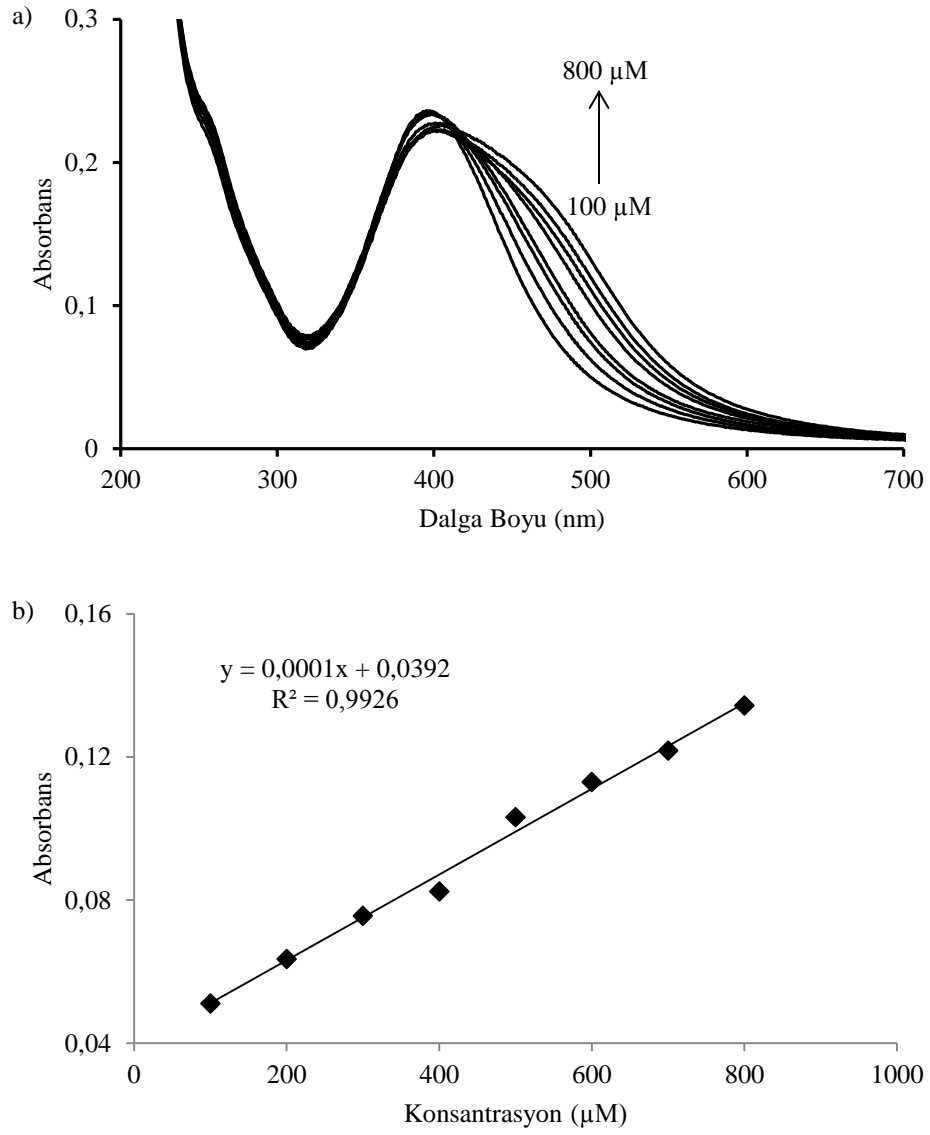 a)
0,3
0,2
0,1
0
Absorbans
800 µM
100 µM
200 300 400 500 600 700
Dalga Boyu (nm)
b)
0,16
0,12
0,08
0,04
Absorbans
y = 0,0001x + 0,0392
R² = 0,9926
0 200 400 600 800 1000
Konsantrasyon (µM)